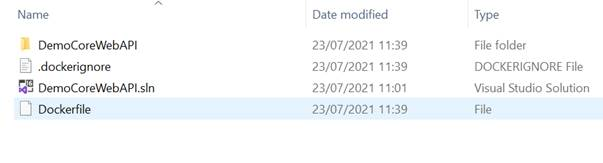 Name Date modified Type
DemoCoreWebAPI 23/07/2021 11:39 File folder
.dockerignore 23/07/2021 11:39 DOCKERIGNORE File
DemoCoreWebAPI.sln 23/07/2021 11:01 Visual Studio Solution
Dockerfile 23/07/2021 11:39 File